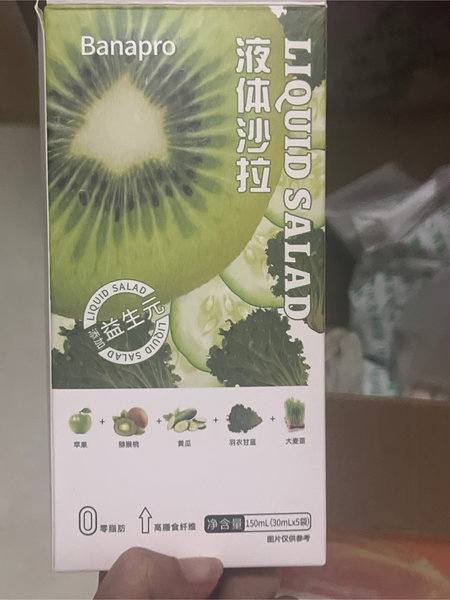 Banapro
液体沙拉
LIQUID SALAD
LIQUID SALAD
添加
益生元
LIQUID SALAD
苹果 + 猕猴桃 + 黄瓜 + 羽衣甘蓝 + 大麦苗
0 零脂肪
高膳食纤维
净含量 150mL(30mLx5袋)
图片仅供参考